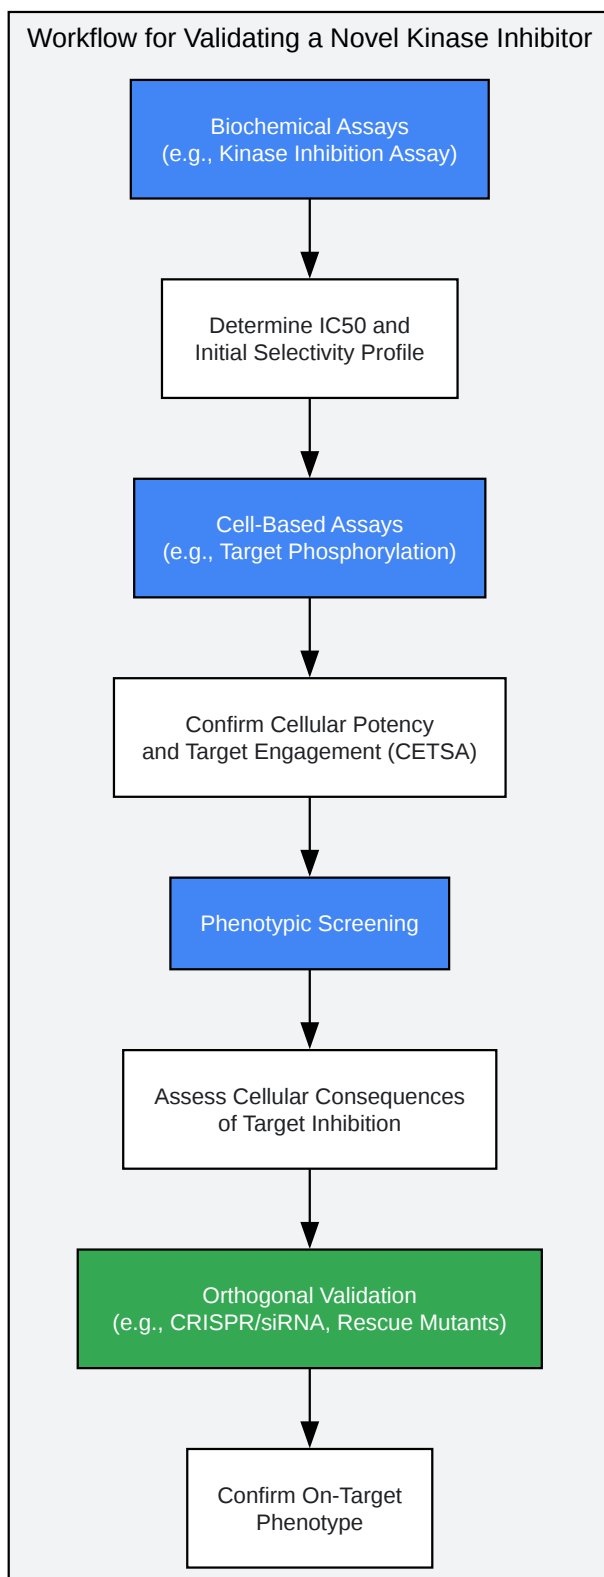 Workflow for Validating a Novel Kinase Inhibitor
Biochemical Assays
(e.g., Kinase Inhibition Assay)
Determine IC50 and
Initial Selectivity Profile
Cell-Based Assays
(e.g., Target Phosphorylation)
Confirm Cellular Potency
and Target Engagement (CETSA)
Phenotypic Screening
Assess Cellular Consequences
of Target Inhibition
Orthogonal Validation
(e.g., CRISPR/siRNA, Rescue Mutants)
Confirm On-Target
Phenotype